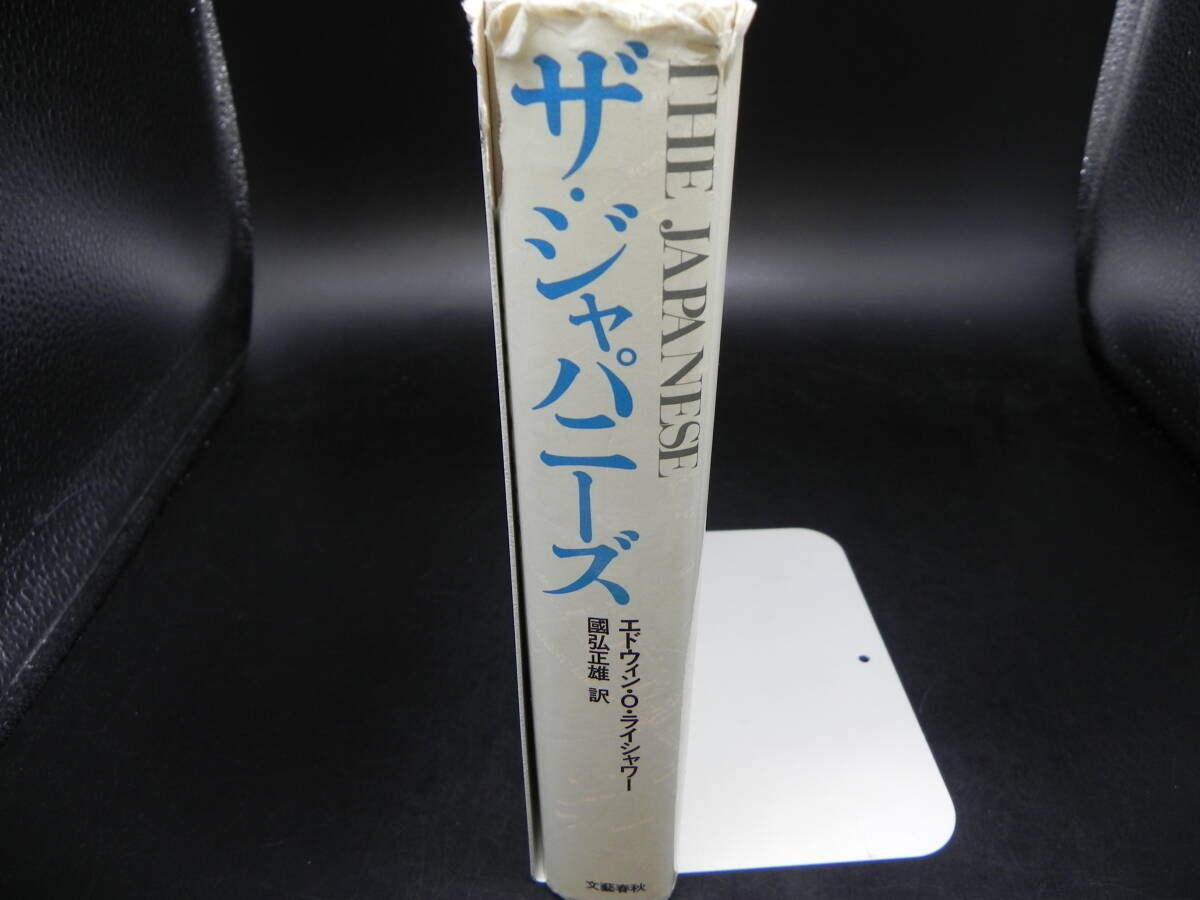 THE JAPANESE
ザ・ジャパニーズ
エドウィン・O・ライシャワー
國弘正雄 訳
文藝春秋